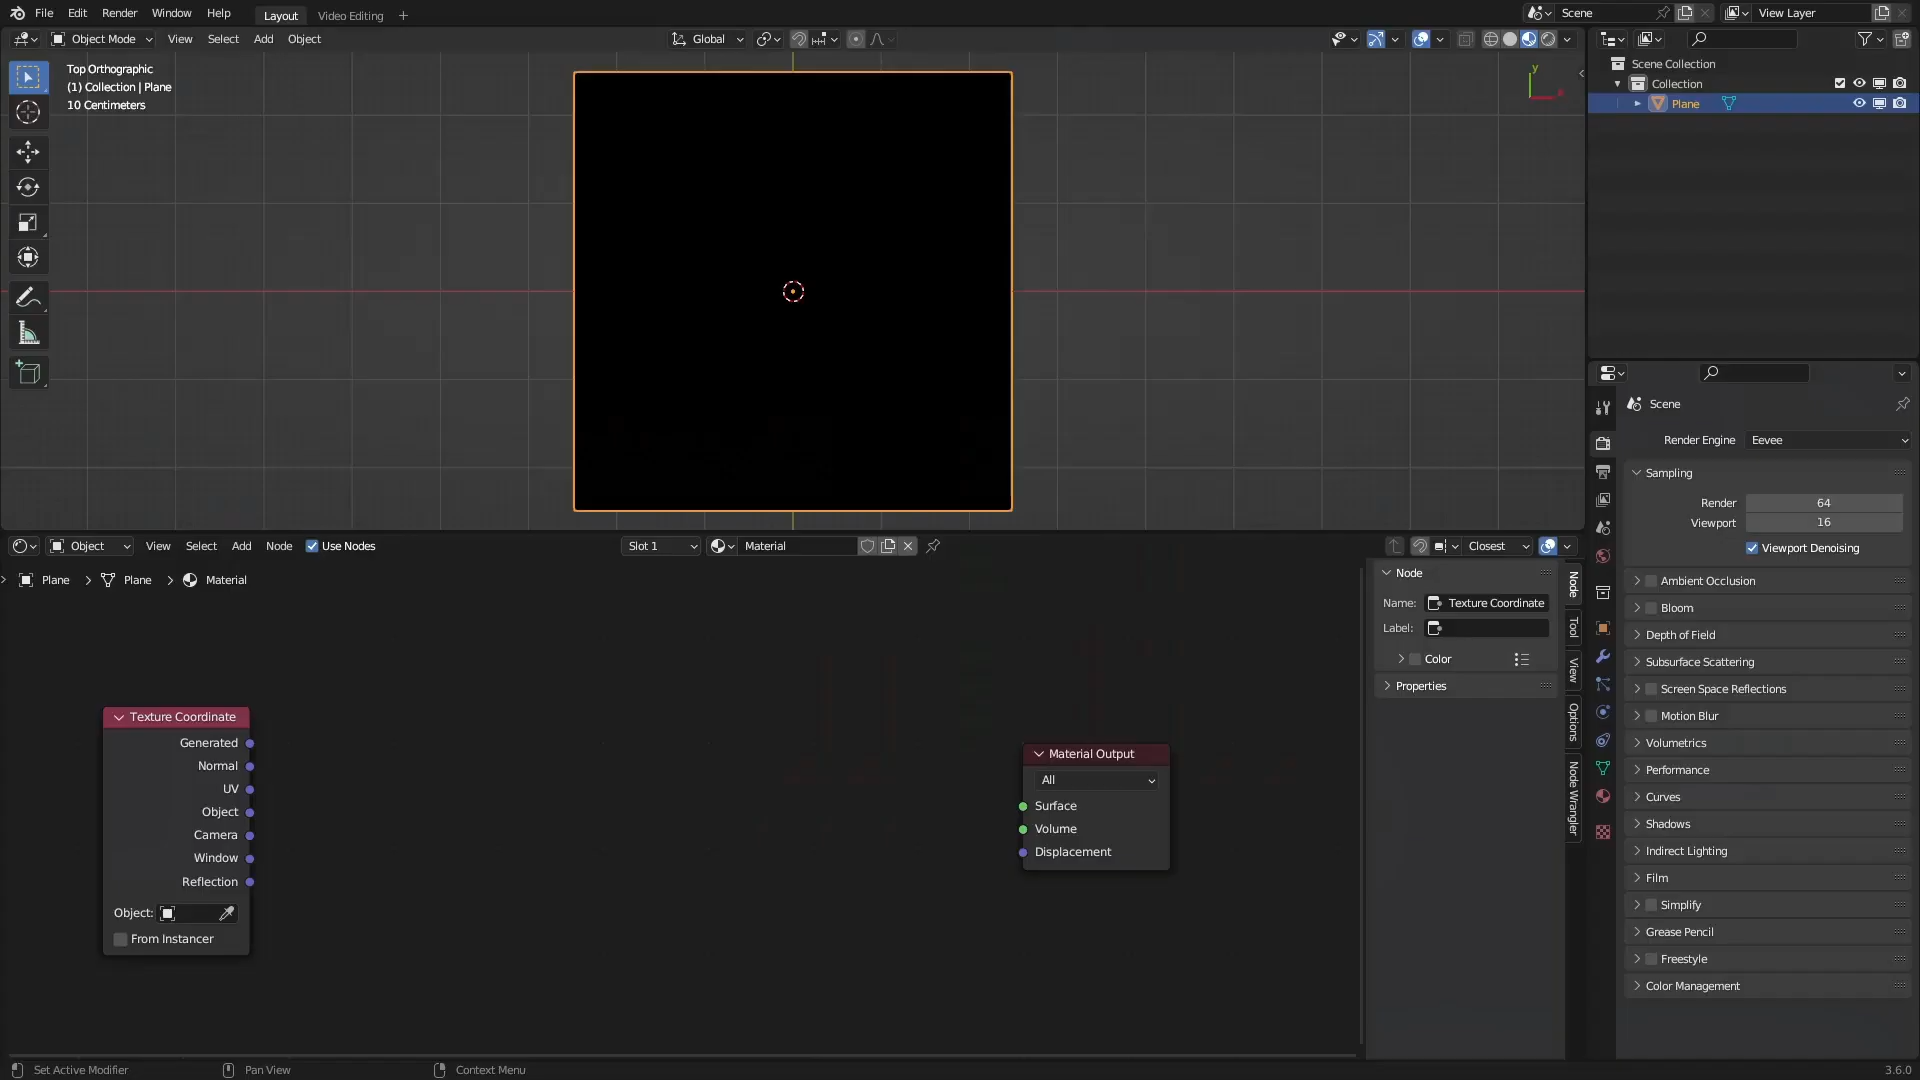 File Edit Render Window Help Layout Video Editing + Scene View Layer
Object Mode View Select Add Object Global
Top Orthographic
(1) Collection | Plane
10 Centimeters
y
Scene Collection
Collection
Plane
Scene
Render Engine Eevee
Sampling
Render 64
Viewport 16
Viewport Denoising
Ambient Occlusion
Bloom
Depth of Field
Subsurface Scattering
Screen Space Reflections
Motion Blur
Volumetrics
Performance
Curves
Shadows
Indirect Lighting
Film
Simplify
Grease Pencil
Freestyle
Color Management
Object View Select Add Node Use Nodes Slot 1 Material Closest
Plane > Plane > Material
Texture Coordinate
Generated
Normal
UV
Object
Camera
Window
Reflection
Object:
From Instancer
Material Output
All
Surface
Volume
Displacement
Node
Name: Texture Coordinate
Label:
Color
Properties
Node
Tool
View
Options
Node Wrangler
Set Active Modifier Pan View Context Menu 3.6.0